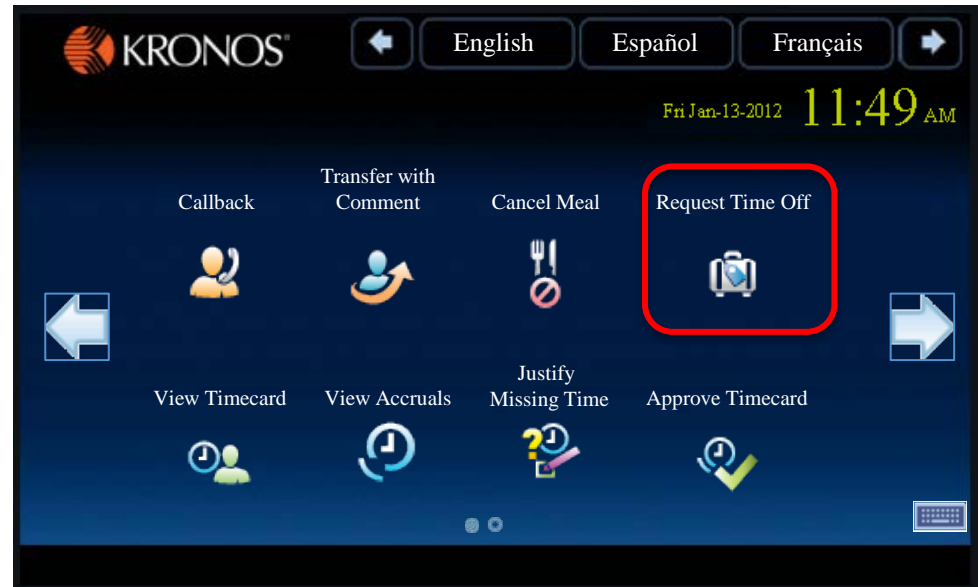 KRONOS
English Español Français
Fri Jan-13-2012 11:49 AM
Callback
Transfer with
Comment
Cancel Meal
Request Time Off
View Timecard
View Accruals
Justify
Missing Time
Approve Timecard